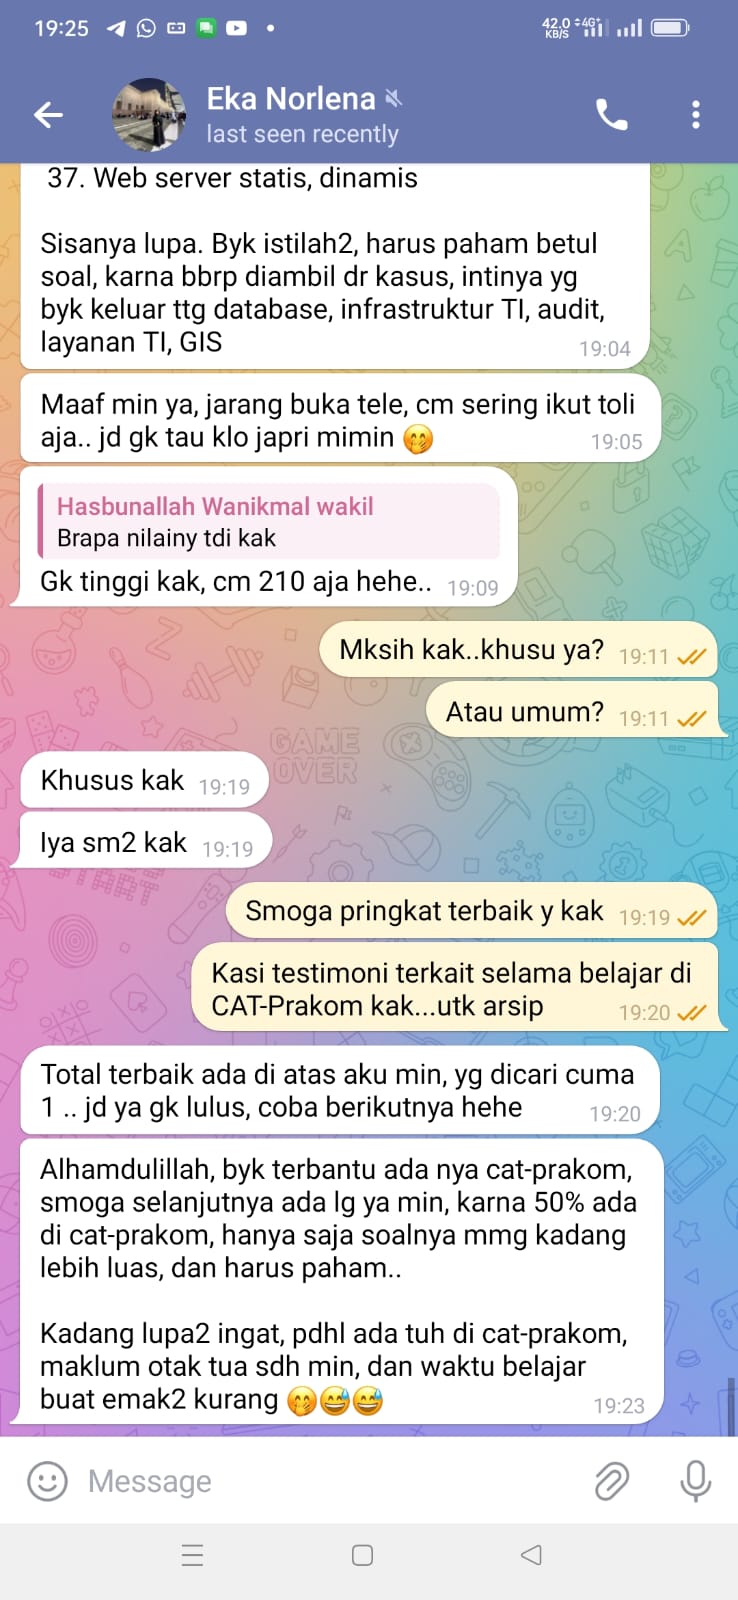 19:25
42.0 KB/S 4G+
Eka Norlena
last seen recently
37. Web server statis, dinamis
Sisanya lupa. Byk istilah2, harus paham betul
soal, karna bbrp diambil dr kasus, intinya yg
byk keluar ttg database, infrastruktur TI, audit,
layanan TI, GIS
19:04
Maaf min ya, jarang buka tele, cm sering ikut toli
aja.. jd gk tau klo japri mimin 🤭
19:05
Hasbunallah Wanikmal wakil
Brapa nilainy tdi kak
Gk tinggi kak, cm 210 aja hehe.. 19:09
Mksih kak..khusu ya? 19:11
Atau umum? 19:11
GAME
OVER
Khusus kak 19:19
Iya sm2 kak 19:19
START
Smoga pringkat terbaik y kak 19:19
Kasi testimoni terkait selama belajar di
CAT-Prakom kak...utk arsip 19:20
Total terbaik ada di atas aku min, yg dicari cuma
1 .. jd ya gk lulus, coba berikutnya hehe 19:20
Alhamdulillah, byk terbantu ada nya cat-prakom,
smoga selanjutnya ada lg ya min, karna 50% ada
di cat-prakom, hanya saja soalnya mmg kadang
lebih luas, dan harus paham..
Kadang lupa2 ingat, pdhl ada tuh di cat-prakom,
maklum otak tua sdh min, dan waktu belajar
buat emak2 kurang 🤭😅😅
19:23
Message